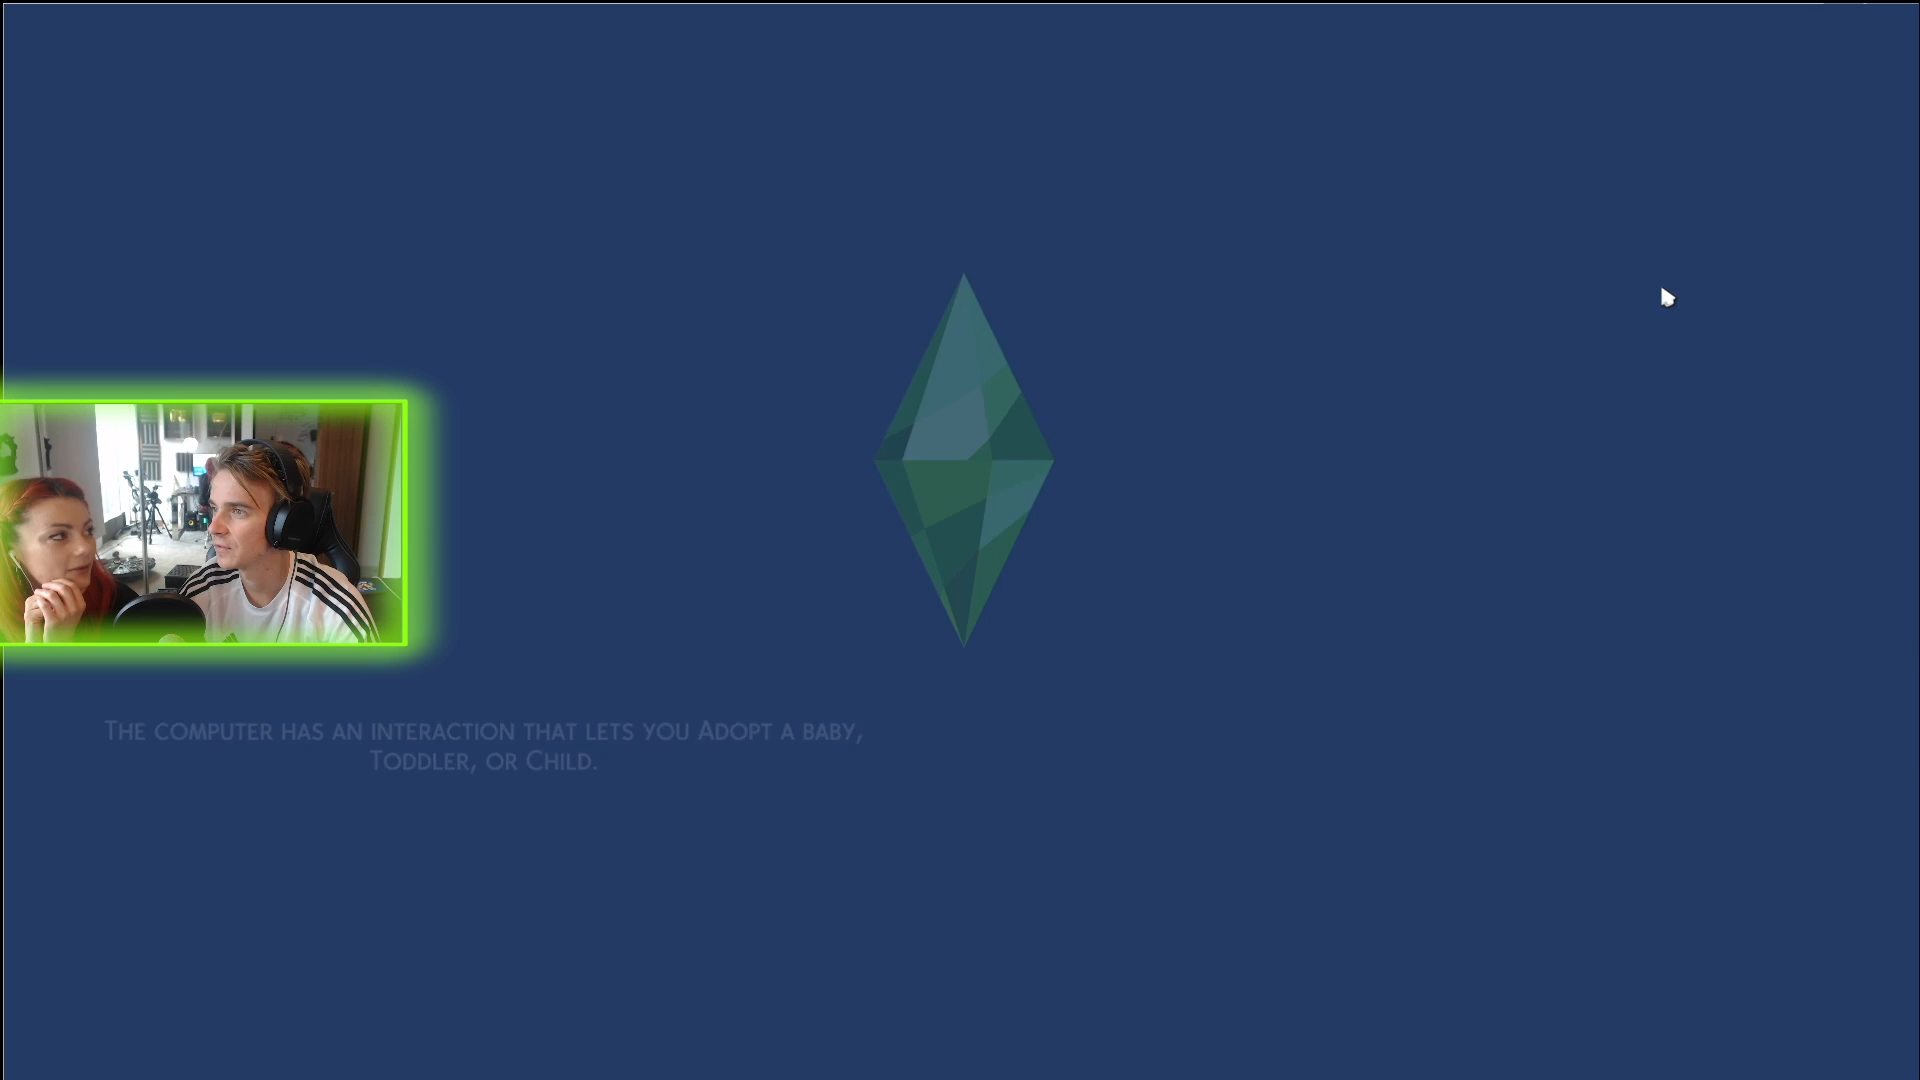 The computer has an interaction that lets you Adopt a baby,
Toddler, or Child.